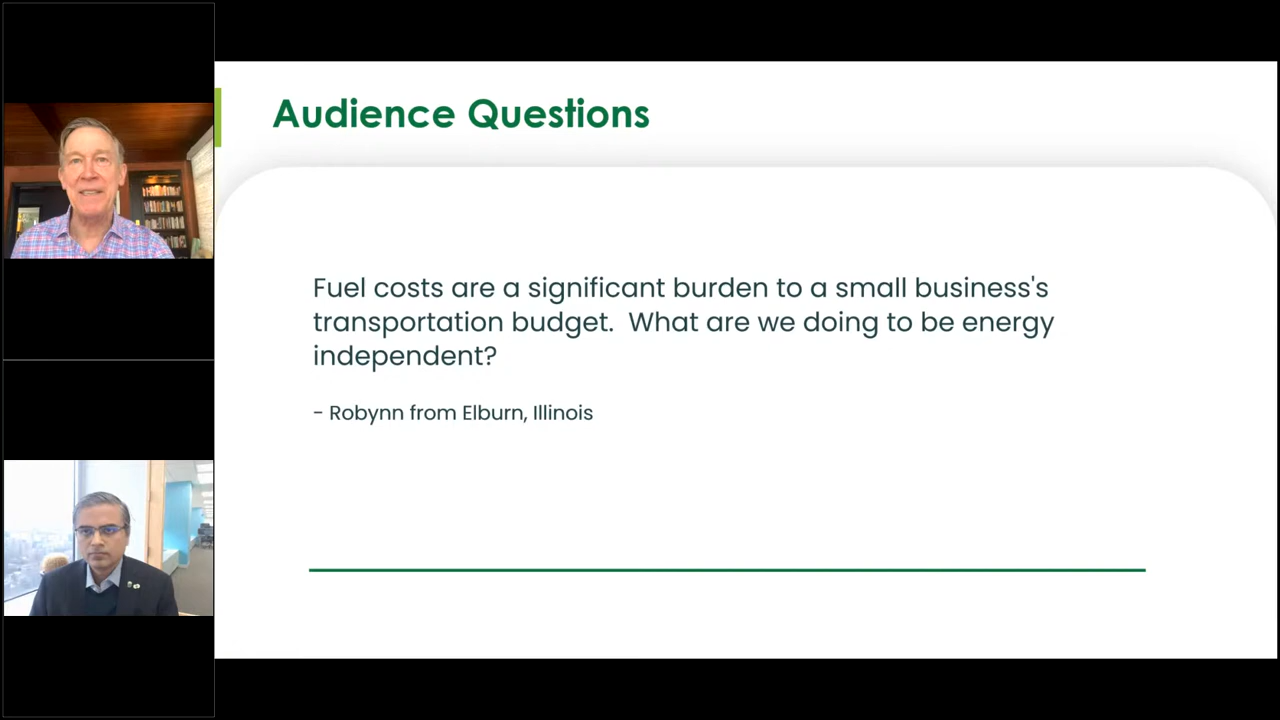 Audience Questions
Fuel costs are a significant burden to a small business's
transportation budget.  What are we doing to be energy
independent?
- Robynn from Elburn, Illinois